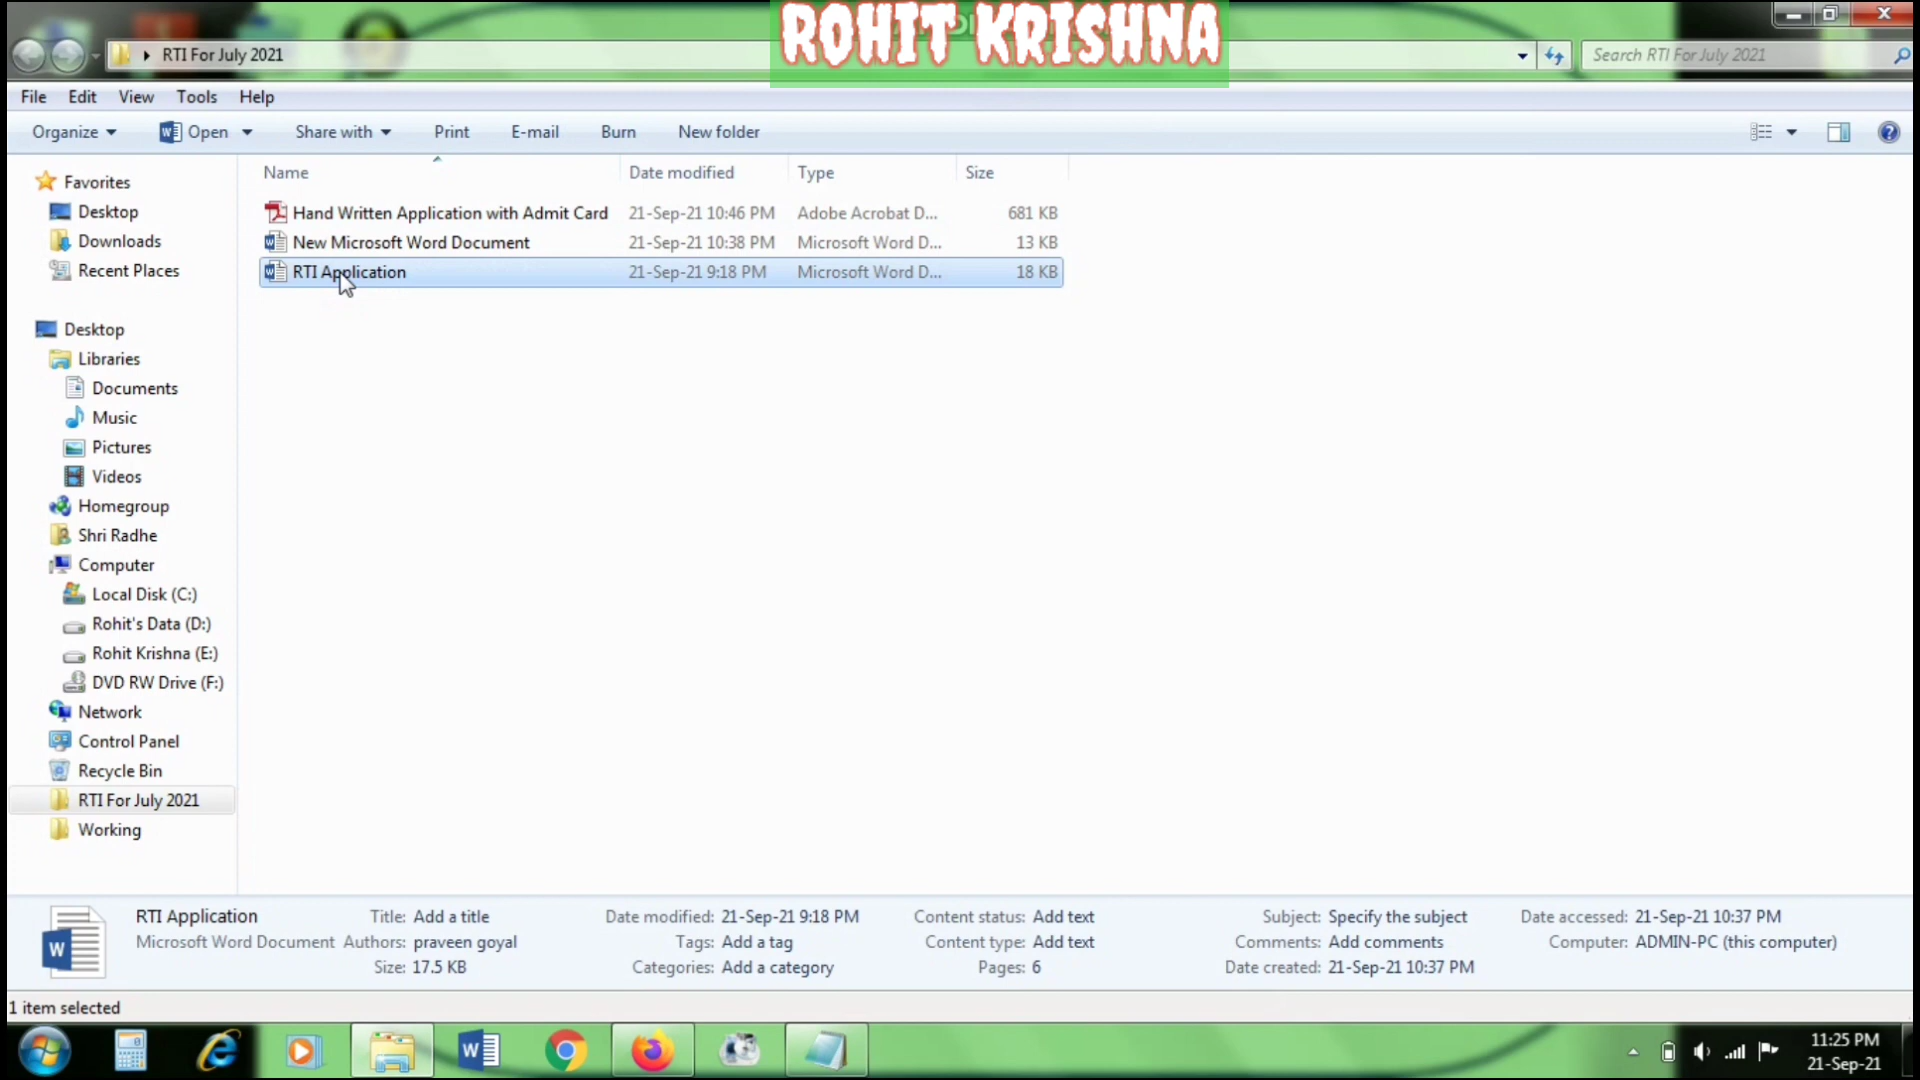 ROHIT KRISHNA
RTI For July 2021
Search RTI For July 2021
File Edit View Tools Help
Organize Open Share with Print E-mail Burn New folder
Name Date modified Type Size
Hand Written Application with Admit Card 21-Sep-21 10:46 PM Adobe Acrobat D... 681 KB
New Microsoft Word Document 21-Sep-21 10:38 PM Microsoft Word D... 13 KB
RTI Application 21-Sep-21 9:18 PM Microsoft Word D... 18 KB
Favorites
Desktop
Downloads
Recent Places
Desktop
Libraries
Documents
Music
Pictures
Videos
Homegroup
Shri Radhe
Computer
Local Disk (C:)
Rohit's Data (D:)
Rohit Krishna (E:)
DVD RW Drive (F:)
Network
Control Panel
Recycle Bin
RTI For July 2021
Working
RTI Application Title: Add a title Date modified: 21-Sep-21 9:18 PM Content status: Add text Subject: Specify the subject Date accessed: 21-Sep-21 10:37 PM
Microsoft Word Document Authors: praveen goyal Tags: Add a tag Content type: Add text Comments: Add comments Computer: ADMIN-PC (this computer)
Size: 17.5 KB Categories: Add a category Pages: 6 Date created: 21-Sep-21 10:37 PM
1 item selected
11:25 PM
21-Sep-21